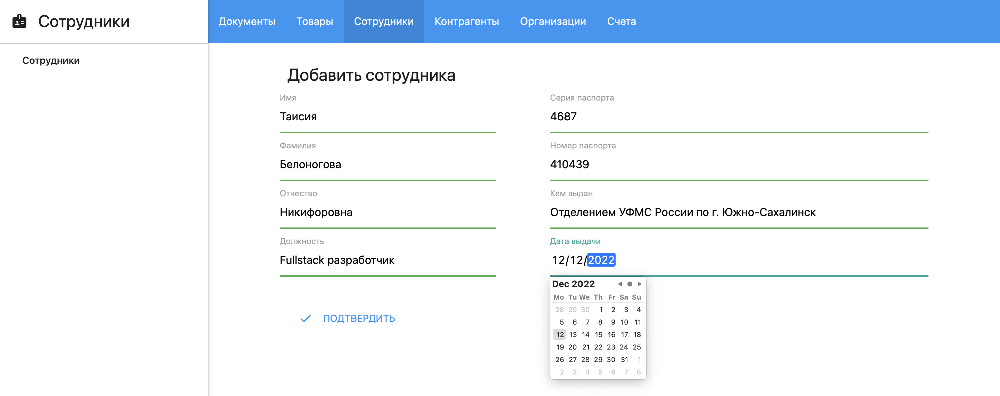 Сотрудники
Документы Товары Сотрудники Контрагенты Организации Счета
Сотрудники
Добавить сотрудника
Имя
Таисия
Фамилия
Белоногова
Отчество
Никифоровна
Должность
Fullstack разработчик
ПОДТВЕРДИТЬ
Серия паспорта
4687
Номер паспорта
410439
Кем выдан
Отделением УФМС России по г. Южно-Сахалинск
Дата выдачи
12/12/2022
Dec 2022
Mo Tu We Th Fr Sa Su
28 29 30 1 2 3 4
5 6 7 8 9 10 11
12 13 14 15 16 17 18
19 20 21 22 23 24 25
26 27 28 29 30 31 1
2 3 4 5 6 7 8